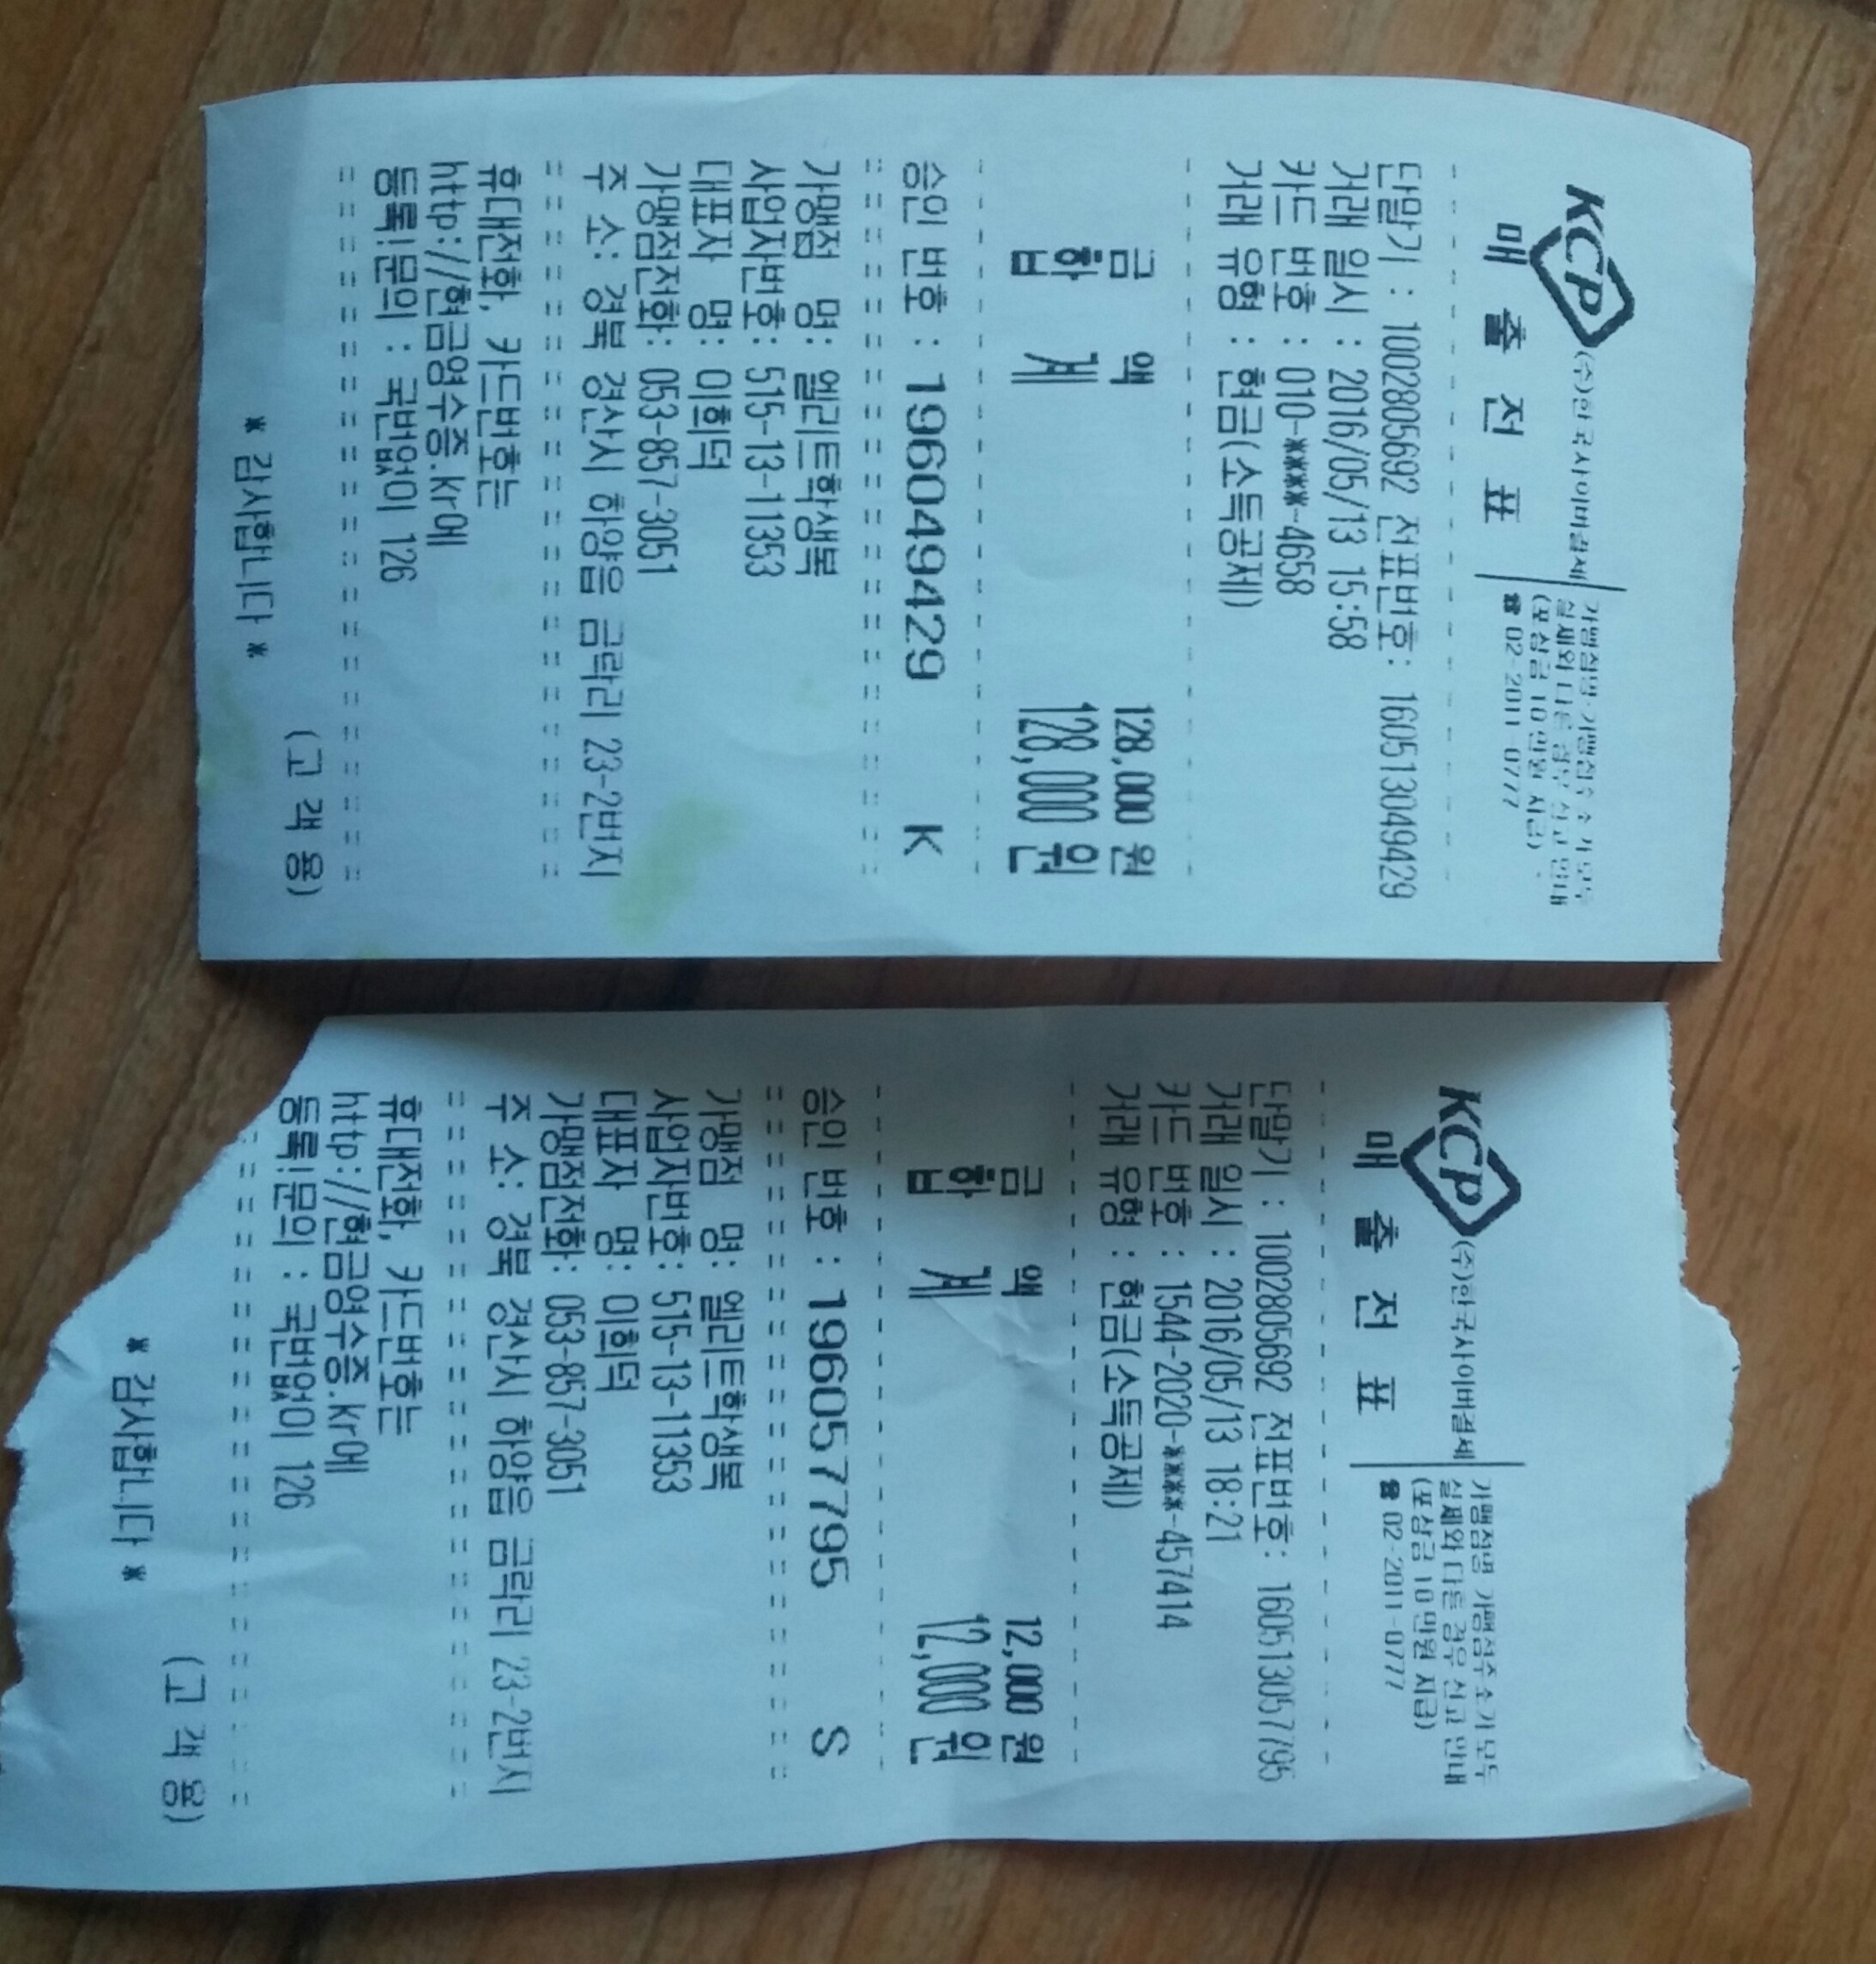 KCP (주)한국사이버결제
매 출 전 표
가맹점명·가맹점주소가 모두
실제와 다른 경우 신고 안내
(포상금 10만원 지급)
☎ 02-2011-0777
단말기 : 1002805692 전표번호: 160513049429
거래 일시 : 2016/05/13 15:58
카드 번호 : 010-****-4658
거래 유형 : 현금(소득공제)
금 액 128,000 원
합 계 128,000 원
승인 번호 : 196049429 K
가맹점 명: 엘리트학생복
사업자번호: 515-13-11353
대표자 명: 이희덕
가맹점전화: 053-857-3051
주 소: 경북 경산시 하양읍 금락리 23-2번지
휴대전화, 카드번호는
http://현금영수증.kr에
등록!문의 : 국번없이 126
(고 객 용)
* 감사합니다 *
KCP (주)한국사이버결제
매 출 전 표
가맹점명 가맹점주소가 모두
실제와 다른 경우 신고 안내
(포상금 10만원 지급)
☎ 02-2011-0777
단말기 : 1002805692 전표번호: 160513057795
거래 일시 : 2016/05/13 18:21
카드 번호 : 1544-2020-****-457414
거래 유형 : 현금(소득공제)
금 액 12,000 원
합 계 12,000 원
승인 번호 : 196057795 S
가맹점 명: 엘리트학생복
사업자번호: 515-13-11353
대표자 명: 이희덕
가맹점전화: 053-857-3051
주 소: 경북 경산시 하양읍 금락리 23-2번지
휴대전화, 카드번호는
http://현금영수증.kr에
등록!문의 : 국번없이 126
(고 객 용)
* 감사합니다 *